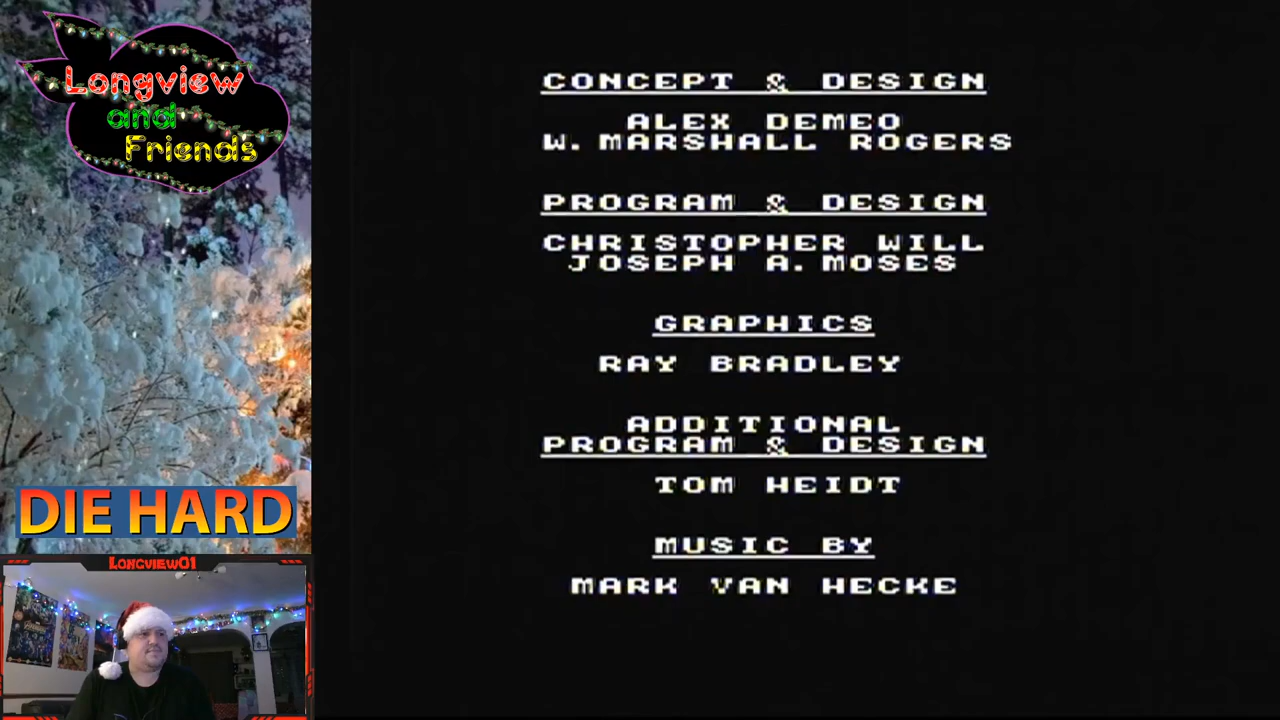 Longview
and
Friends
CONCEPT & DESIGN
ALEX DEMEO
W. MARSHALL ROGERS
PROGRAM & DESIGN
CHRISTOPHER WILL
JOSEPH A. MOSES
GRAPHICS
RAY BRADLEY
ADDITIONAL
PROGRAM & DESIGN
TOM HEIDT
MUSIC BY
MARK VAN HECKE
DIE HARD
LONGVIEW01